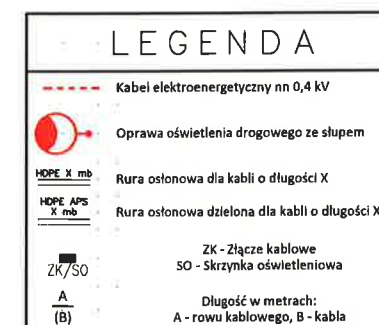 LEGENDA
Kabel elektroenergetyczny nn 0,4 kV
Oprawa oświetlenia drogowego ze słupem
HDPE X mb
Rura osłonowa dla kabli o długości X
HDPE APS
X mb
Rura osłonowa dzielona dla kabli o długości X
ZK/SO
ZK - Złącze kablowe
SO - Skrzynka oświetleniowa
A
(B)
Długość w metrach:
A - rowu kablowego, B - kabla